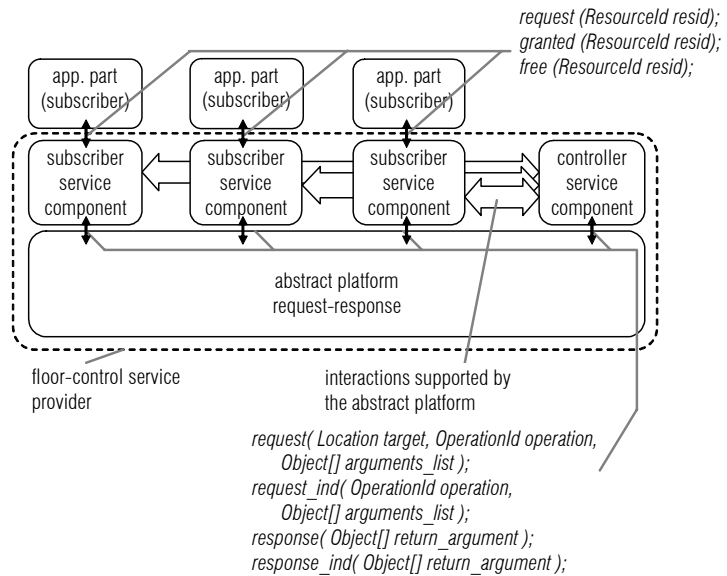 request (ResourceId resid);
granted (ResourceId resid);
free (ResourceId resid);
app. part
(subscriber)
app. part
(subscriber)
app. part
(subscriber)
subscriber
service
component
subscriber
service
component
subscriber
service
component
controller
service
component
abstract platform
request-response
floor-control service
provider
interactions supported by
the abstract platform
request( Location target, OperationId operation,
Object[] arguments_list );
request_ind( OperationId operation,
Object[] arguments_list );
response( Object[] return_argument );
response_ind( Object[] return_argument );